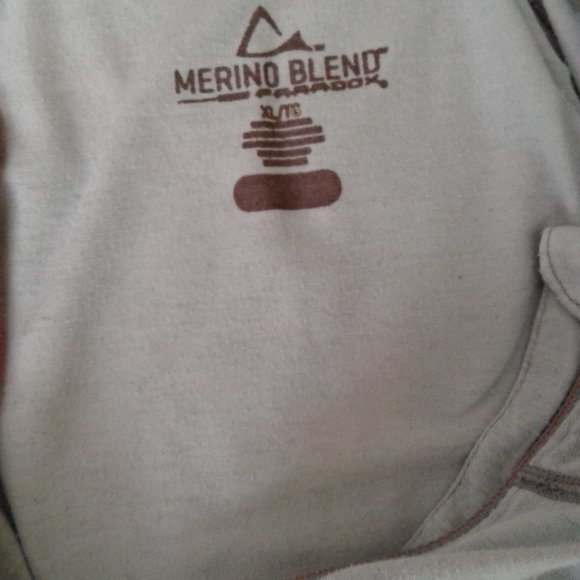 MERINO BLEND
PARADOX
XL/TG